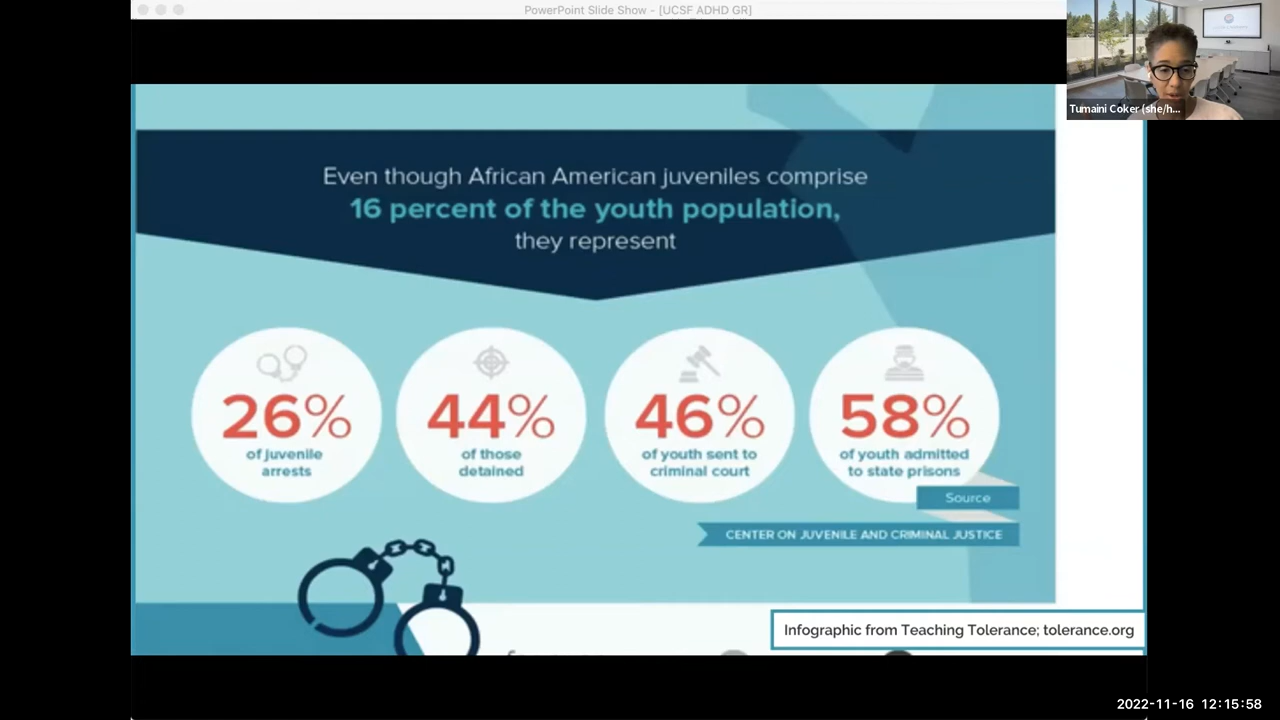 PowerPoint Slide Show - [UCSF ADHD GR]
Tumaini Coker (she/h...
Even though African American juveniles comprise
16 percent of the youth population,
they represent
26%
of juvenile
arrests
44%
of those
detained
46%
of youth sent to
criminal court
58%
of youth admitted
to state prisons
Source
CENTER ON JUVENILE AND CRIMINAL JUSTICE
Infographic from Teaching Tolerance; tolerance.org
2022-11-16 12:15:58